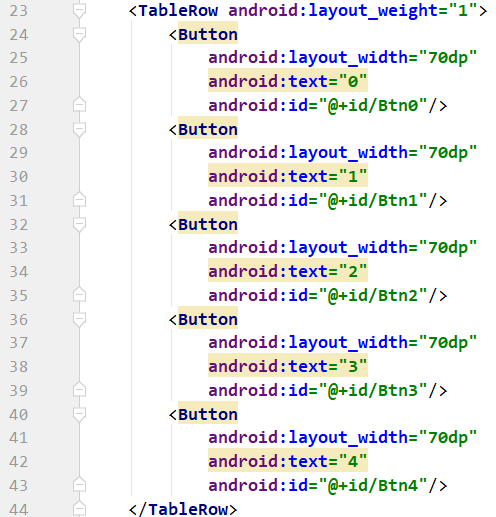 23 <TableRow android:layout_weight="1">
24 <Button
25 android:layout_width="70dp"
26 android:text="0"
27 android:id="@+id/Btn0"/>
28 <Button
29 android:layout_width="70dp"
30 android:text="1"
31 android:id="@+id/Btn1"/>
32 <Button
33 android:layout_width="70dp"
34 android:text="2"
35 android:id="@+id/Btn2"/>
36 <Button
37 android:layout_width="70dp"
38 android:text="3"
39 android:id="@+id/Btn3"/>
40 <Button
41 android:layout_width="70dp"
42 android:text="4"
43 android:id="@+id/Btn4"/>
44 </TableRow>